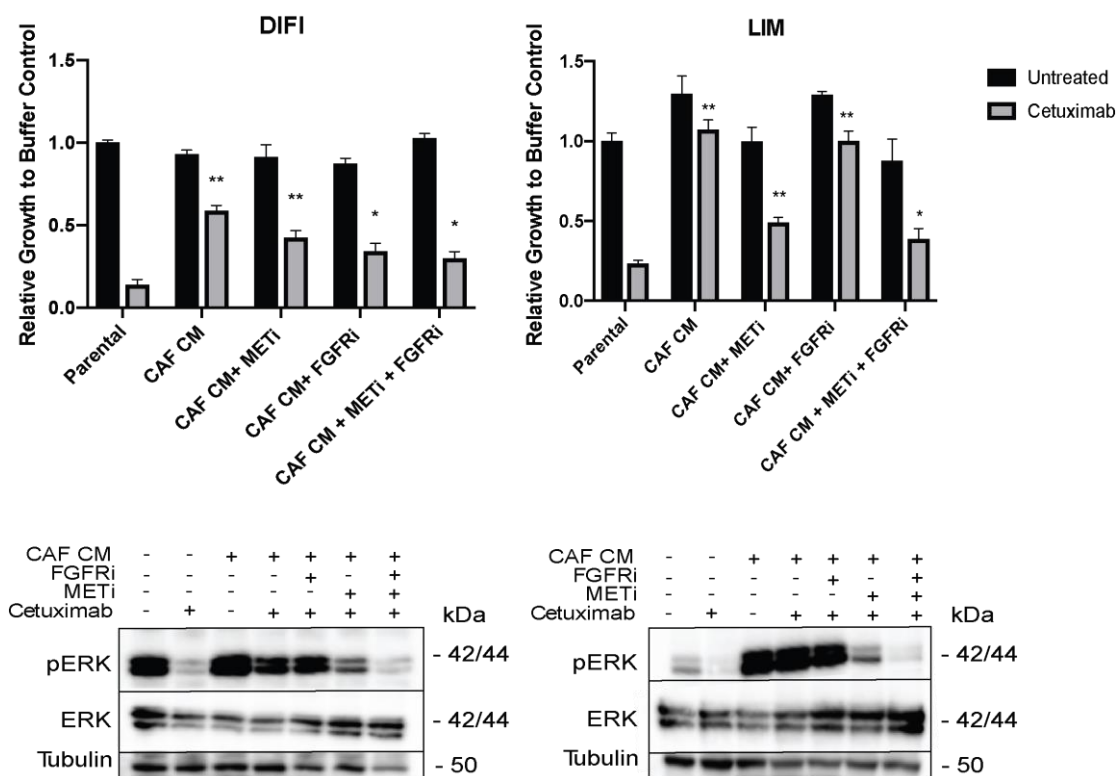 DIFI
Relative Growth to Buffer Control
1.5
1.0
0.5
0.0
** ** * *
Parental
CAF CM
CAF CM+ METi
CAF CM+ FGFRi
CAF CM + METi + FGFRi
LIM
Relative Growth to Buffer Control
1.5
1.0
0.5
0.0
** ** ** *
Parental
CAF CM
CAF CM+ METi
CAF CM+ FGFRi
CAF CM + METi + FGFRi
Untreated
Cetuximab
CAF CM - - + + + + +
FGFRi + +
METi + +
Cetuximab - + - + + + + kDa
pERK - 42/44
ERK - 42/44
Tubulin - 50
CAF CM - - + + + + +
FGFRi + +
METi + +
Cetuximab - + - + + + + kDa
pERK - 42/44
ERK - 42/44
Tubulin - 50